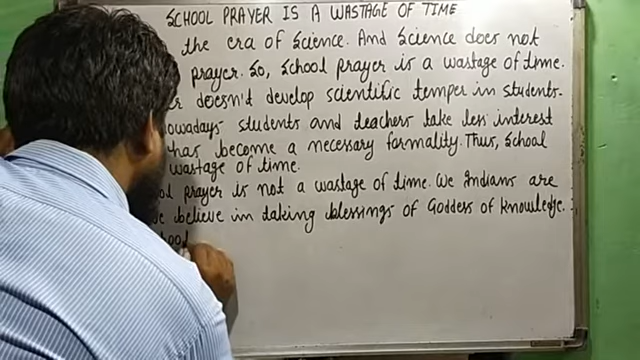 SCHOOL PRAYER IS A WASTAGE OF TIME
the era of Science. And Science does not
prayer. So, School prayer is a wastage of time.
er doesn't develop scientific temper in students.
owadays students and teachers take less interest
has become a necessary formality. Thus, School
wastage of time.
ol prayer is not a wastage of time. We Indians are
believe in taking blessings of Goddess of knowledge.
hool